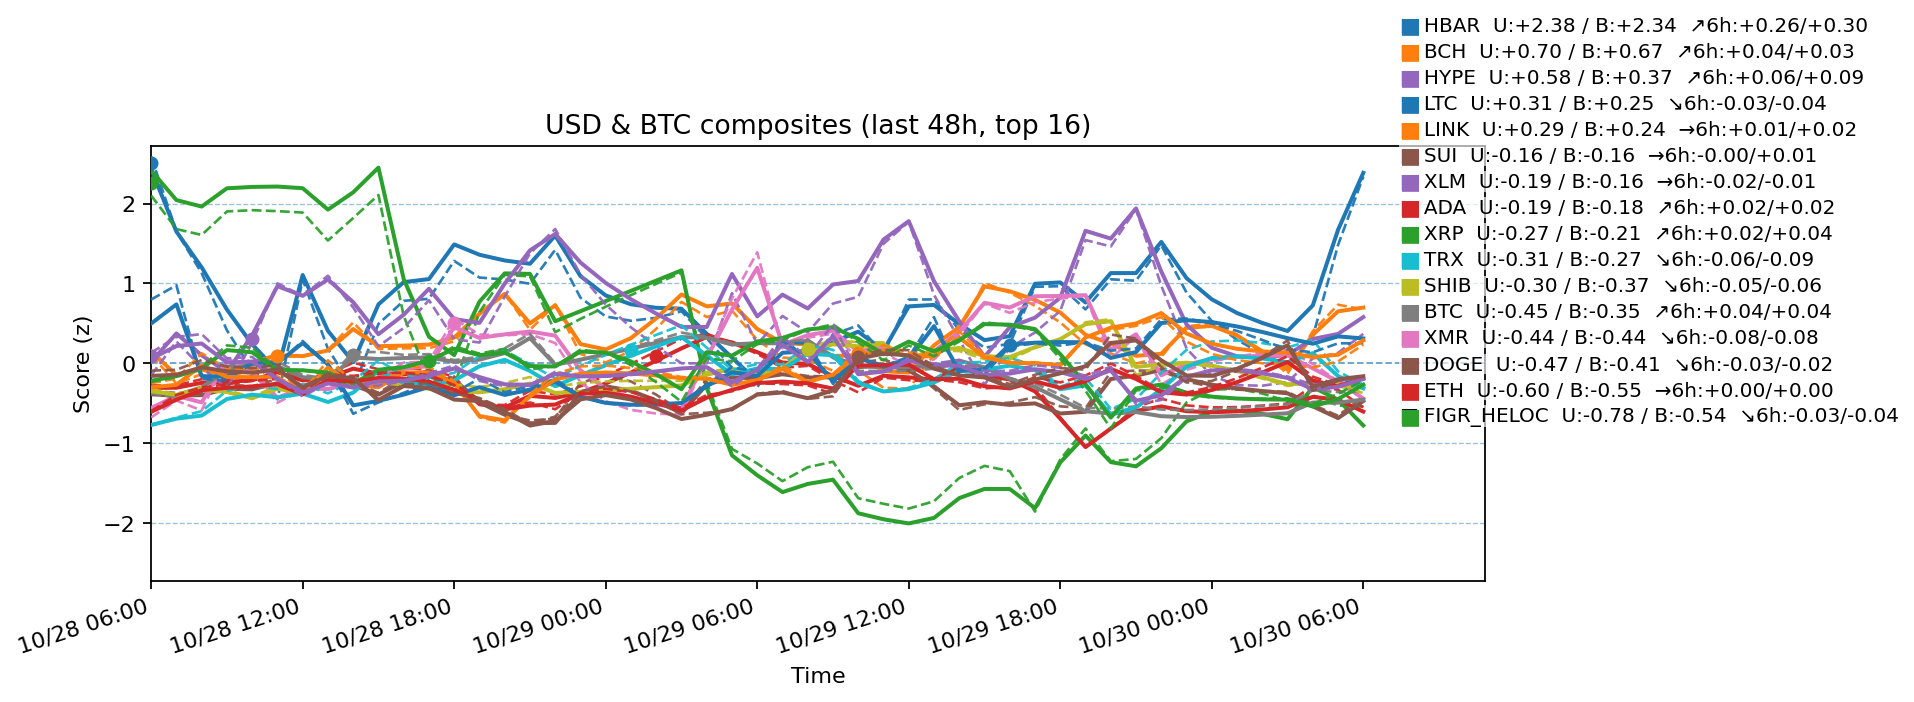 HBAR  U:+2.38 / B:+2.34  ↗6h:+0.26/+0.30
BCH  U:+0.70 / B:+0.67  ↗6h:+0.04/+0.03
HYPE  U:+0.58 / B:+0.37  ↗6h:+0.06/+0.09
LTC  U:+0.31 / B:+0.25  ↘6h:-0.03/-0.04
LINK  U:+0.29 / B:+0.24  →6h:+0.01/+0.02
SUI  U:-0.16 / B:-0.16  →6h:-0.00/+0.01
XLM  U:-0.19 / B:-0.16  →6h:-0.02/-0.01
ADA  U:-0.19 / B:-0.18  ↗6h:+0.02/+0.02
XRP  U:-0.27 / B:-0.21  ↗6h:+0.02/+0.04
TRX  U:-0.31 / B:-0.27  ↘6h:-0.06/-0.09
SHIB  U:-0.30 / B:-0.37  ↘6h:-0.05/-0.06
BTC  U:-0.45 / B:-0.35  ↗6h:+0.04/+0.04
XMR  U:-0.44 / B:-0.44  ↘6h:-0.08/-0.08
DOGE  U:-0.47 / B:-0.41  ↘6h:-0.03/-0.02
ETH  U:-0.60 / B:-0.55  →6h:+0.00/+0.00
FIGR_HELOC  U:-0.78 / B:-0.54  ↘6h:-0.03/-0.04
USD & BTC composites (last 48h, top 16)
Score (z)
2
1
0
−1
−2
10/28 06:00
10/28 12:00
10/28 18:00
10/29 00:00
10/29 06:00
10/29 12:00
10/29 18:00
10/30 00:00
10/30 06:00
Time